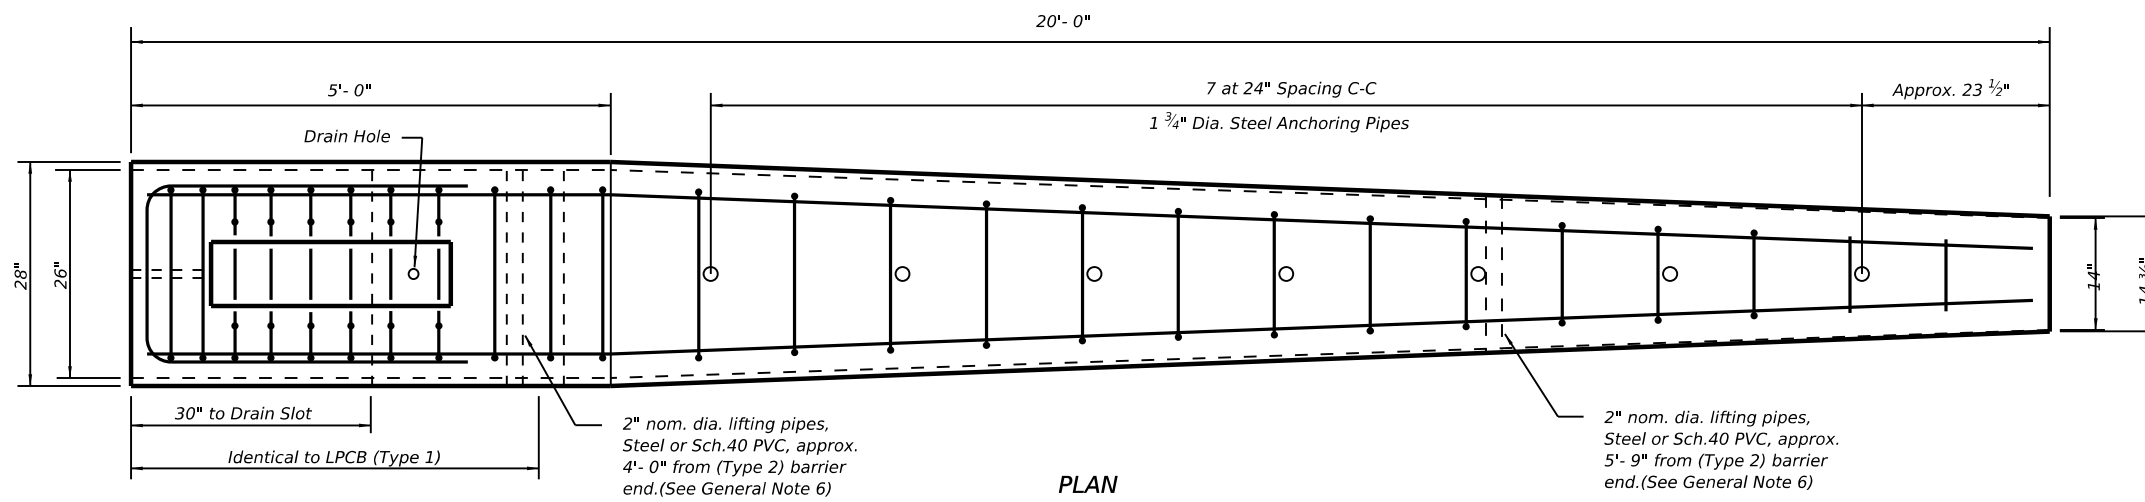 20'- 0"
5'- 0"
7 at 24" Spacing C-C
Approx. 23 ½"
1 ¾" Dia. Steel Anchoring Pipes
Drain Hole
28"
26"
14"
14 ¾"
30" to Drain Slot
Identical to LPCB (Type 1)
2" nom. dia. lifting pipes,
Steel or Sch.40 PVC, approx.
4'- 0" from (Type 2) barrier
end.(See General Note 6)
2" nom. dia. lifting pipes,
Steel or Sch.40 PVC, approx.
5'- 9" from (Type 2) barrier
end.(See General Note 6)
PLAN